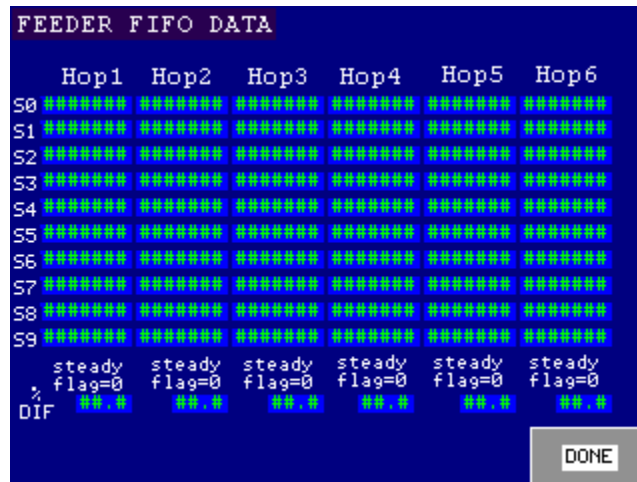 FEEDER FIFO DATA
Hop1 Hop2 Hop3 Hop4 Hop5 Hop6
S0 ####### ####### ####### ####### ####### #######
S1 ####### ####### ####### ####### ####### #######
S2 ####### ####### ####### ####### ####### #######
S3 ####### ####### ####### ####### ####### #######
S4 ####### ####### ####### ####### ####### #######
S5 ####### ####### ####### ####### ####### #######
S6 ####### ####### ####### ####### ####### #######
S7 ####### ####### ####### ####### ####### #######
S8 ####### ####### ####### ####### ####### #######
S9 ####### ####### ####### ####### ####### #######
steady steady steady steady steady steady
flag=0 flag=0 flag=0 flag=0 flag=0 flag=0
%
DIF ##.# ##.# ##.# ##.# ##.# ##.#
DONE